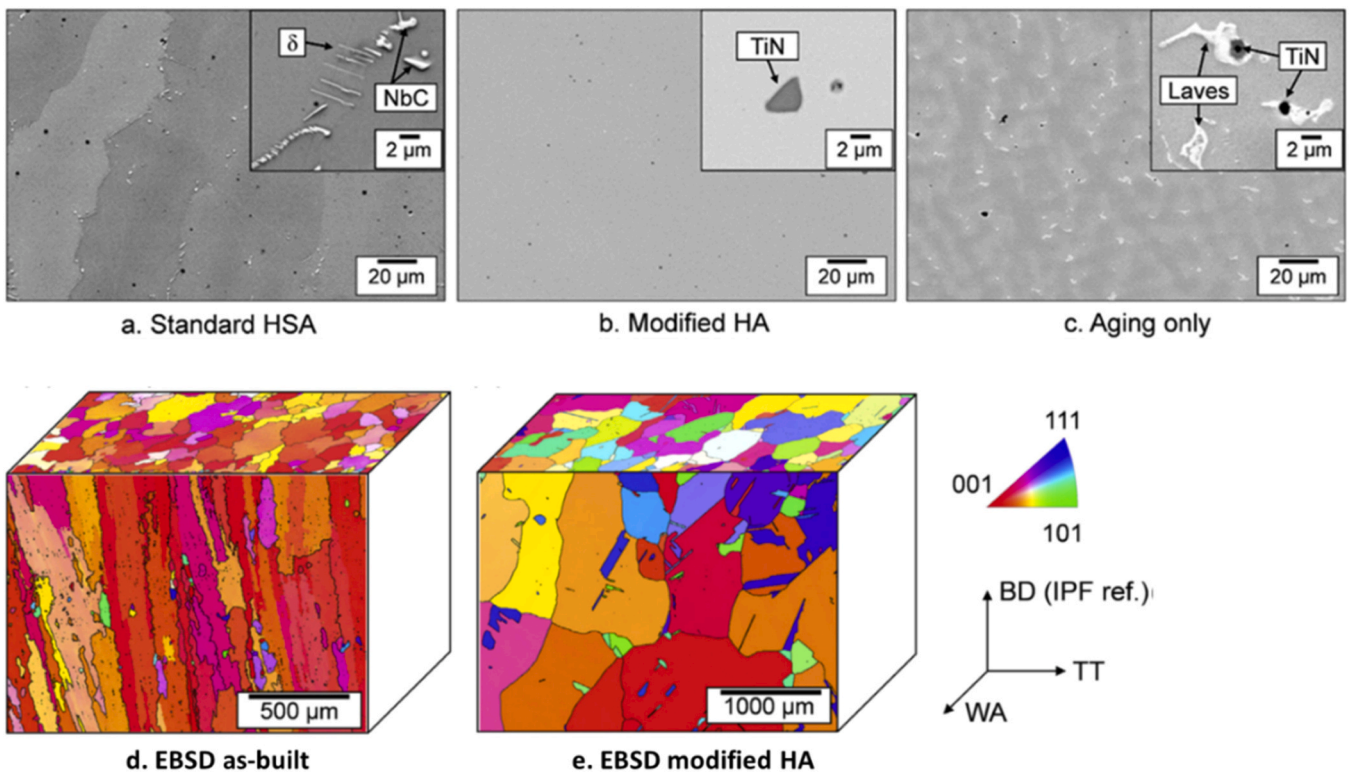 δ
NbC
2 μm
20 μm
TiN
2 μm
20 μm
TiN
Laves
2 μm
20 μm
a. Standard HSA
b. Modified HA
c. Aging only
500 μm
1000 μm
111
001
101
BD (IPF ref.)
TT
WA
d. EBSD as-built
e. EBSD modified HA